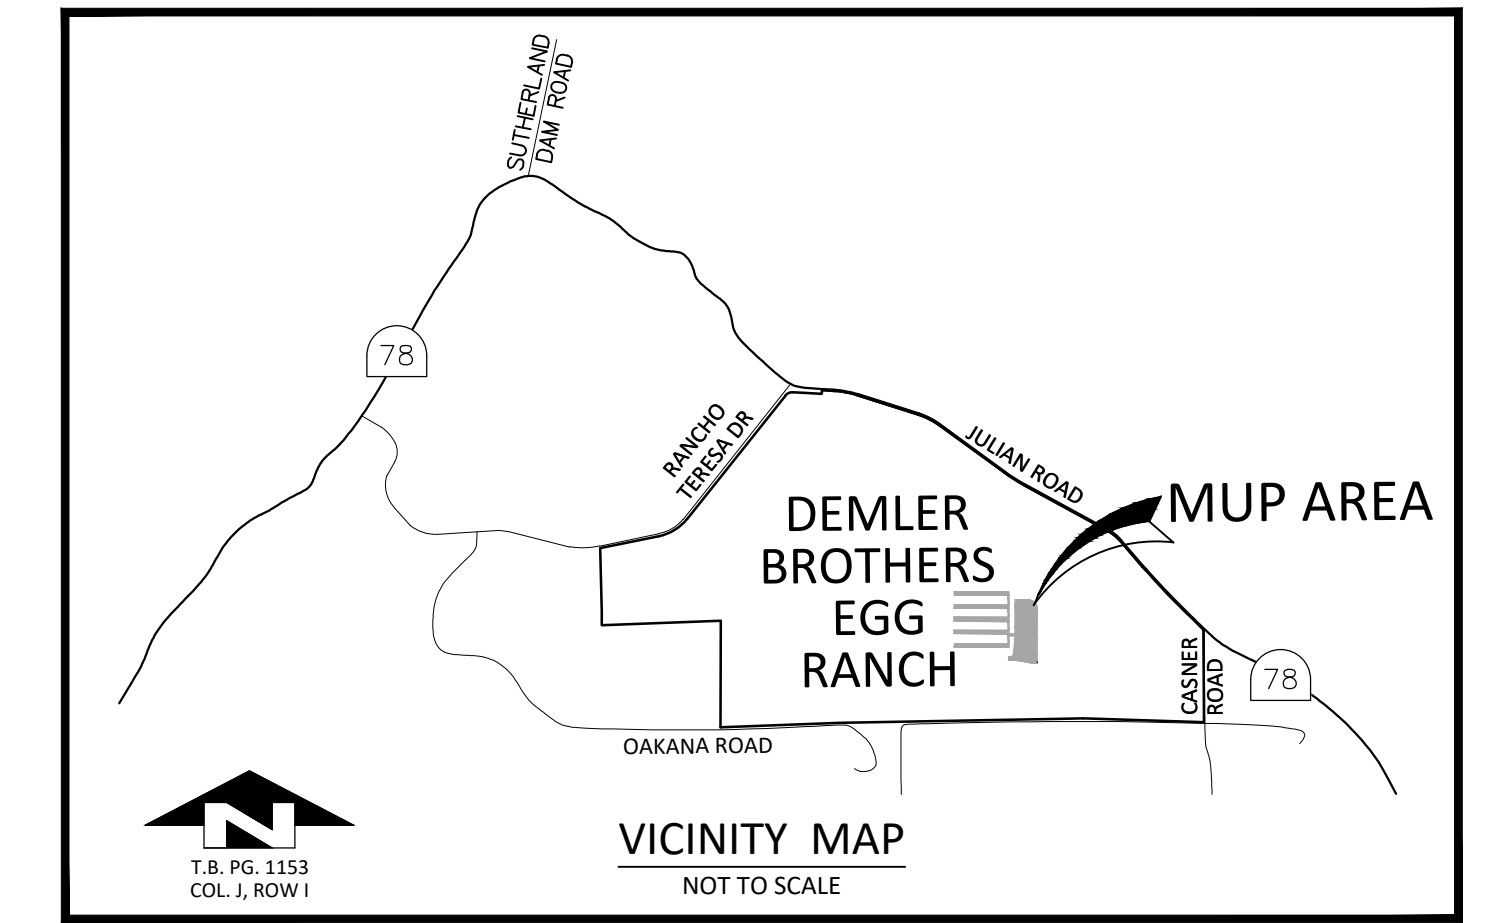 SUTHERLAND
DAM ROAD
78
RANCHO
TERESA DR
JULIAN ROAD
MUP AREA
DEMLER
BROTHERS
EGG
RANCH
CASNER
ROAD
78
OAKANA ROAD
N
T.B. PG. 1153
COL. J, ROW I
VICINITY MAP
NOT TO SCALE